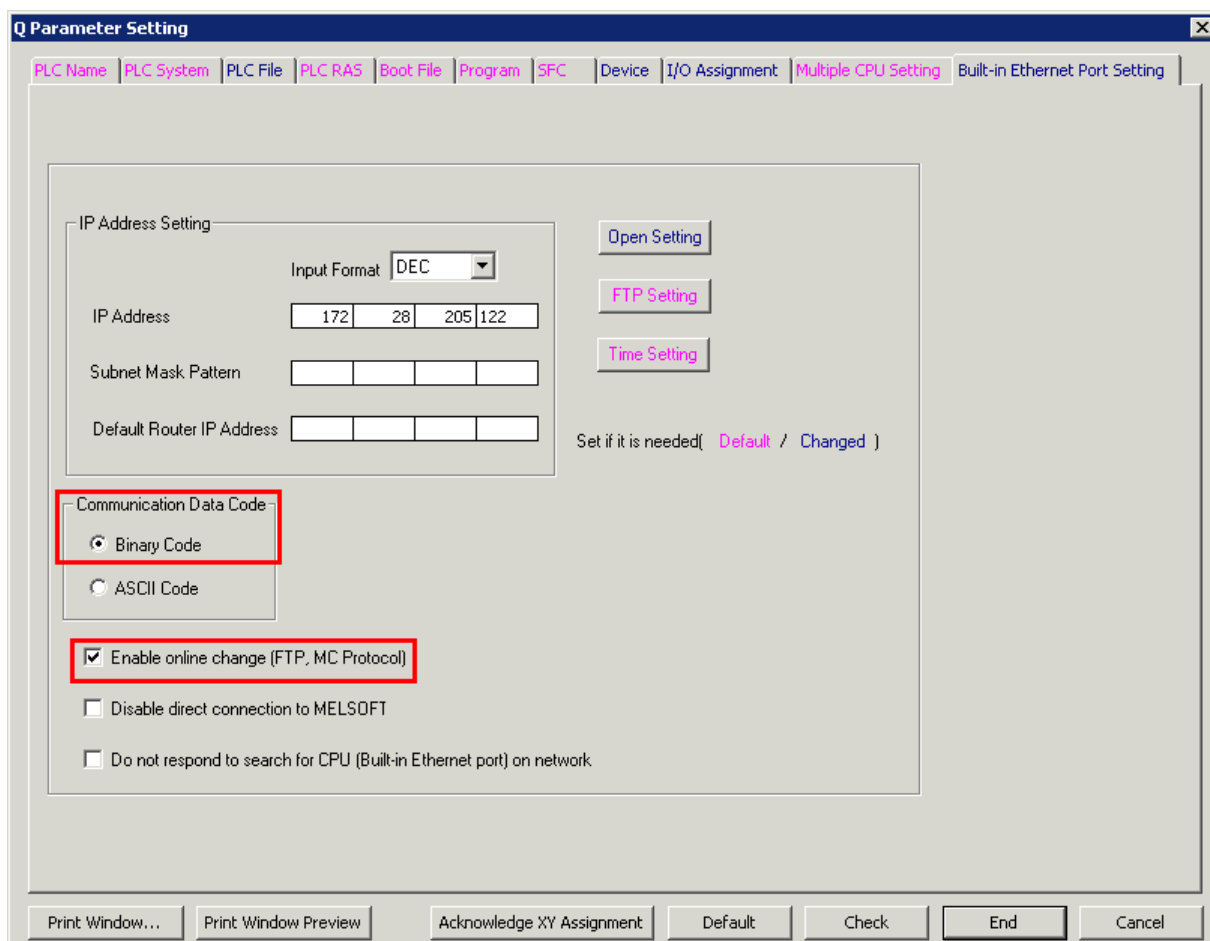 Q Parameter Setting
PLC Name PLC System PLC File PLC RAS Boot File Program SFC Device I/O Assignment Multiple CPU Setting Built-in Ethernet Port Setting
IP Address Setting
Input Format DEC
IP Address 172 28 205 122
Subnet Mask Pattern
Default Router IP Address
Open Setting
FTP Setting
Time Setting
Set if it is needed( Default / Changed )
Communication Data Code
Binary Code
ASCII Code
Enable online change (FTP, MC Protocol)
Disable direct connection to MELSOFT
Do not respond to search for CPU (Built-in Ethernet port) on network
Print Window... Print Window Preview Acknowledge XY Assignment Default Check End Cancel